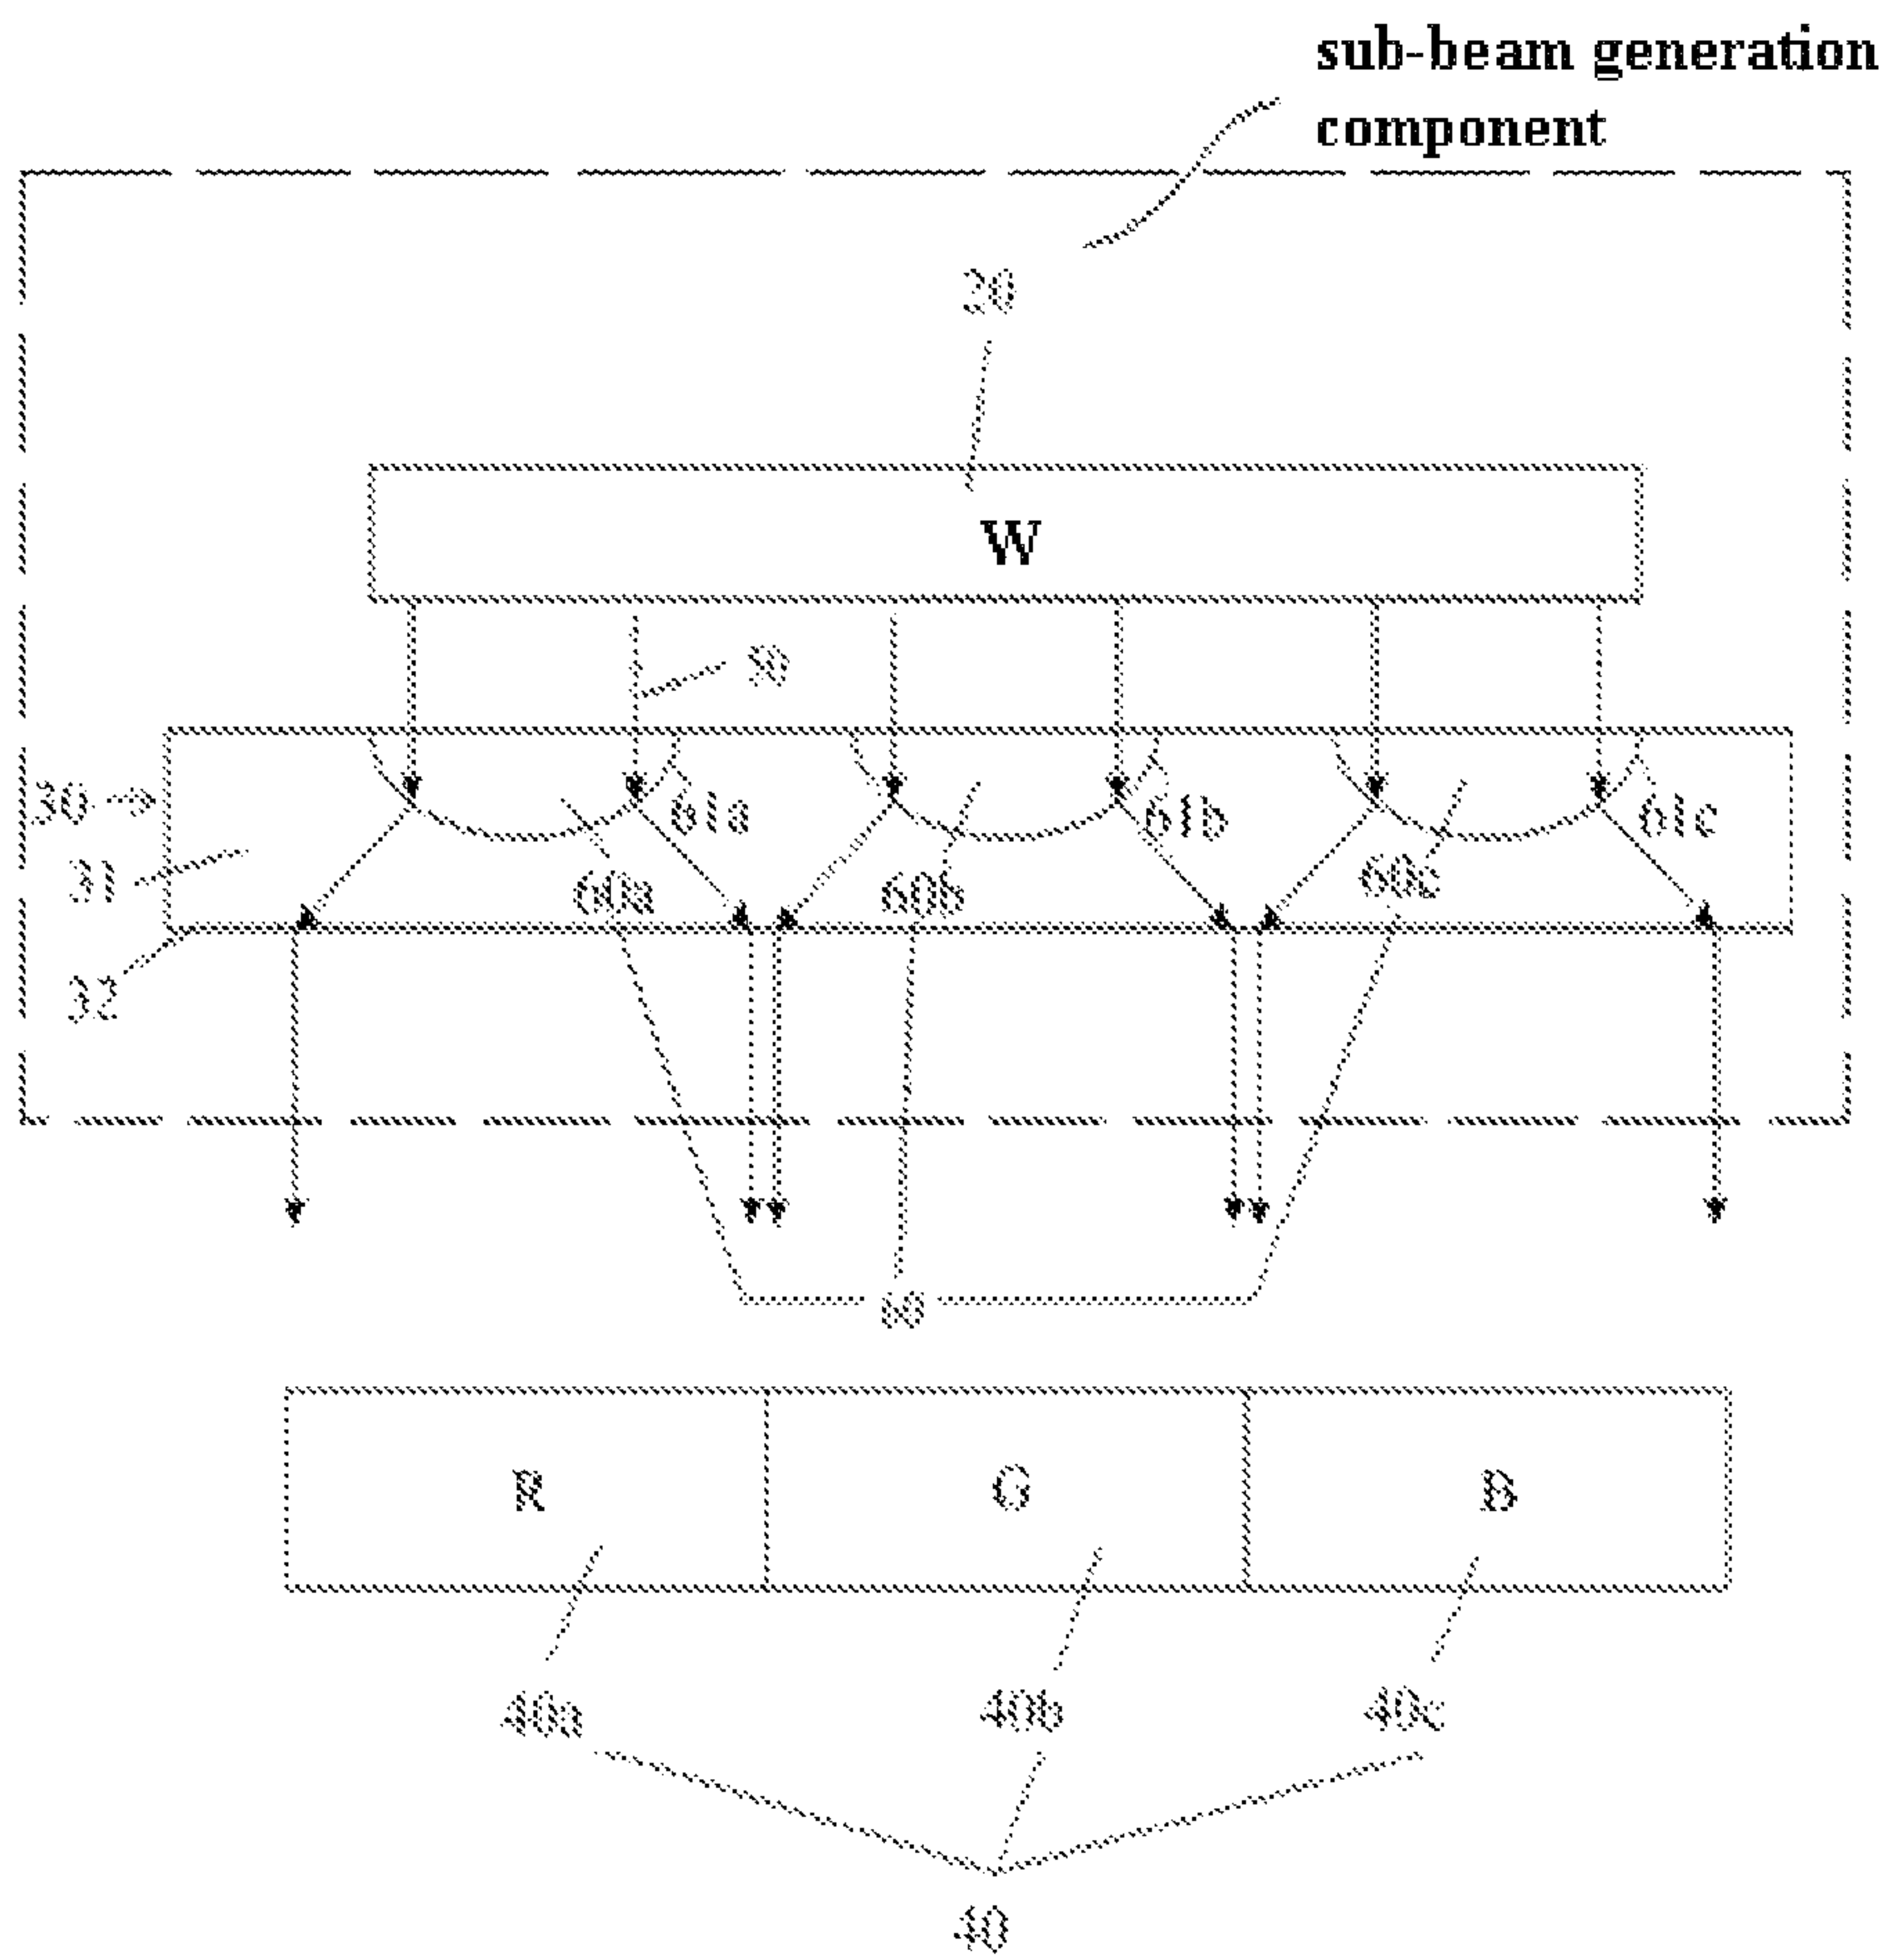 sub-beam generation
component
20
W
50
30
61a
61b
61c
31
60a
60b
60c
32
60
R
G
B
40a
40b
40c
40